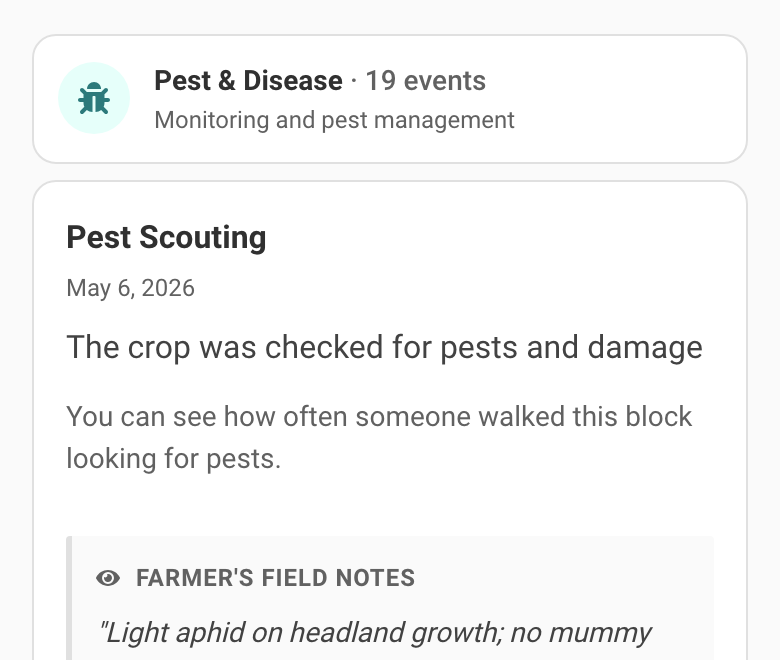 Pest & Disease · 19 events
Monitoring and pest management
Pest Scouting
May 6, 2026
The crop was checked for pests and damage
You can see how often someone walked this block
looking for pests.
FARMER'S FIELD NOTES
"Light aphid on headland growth; no mummy